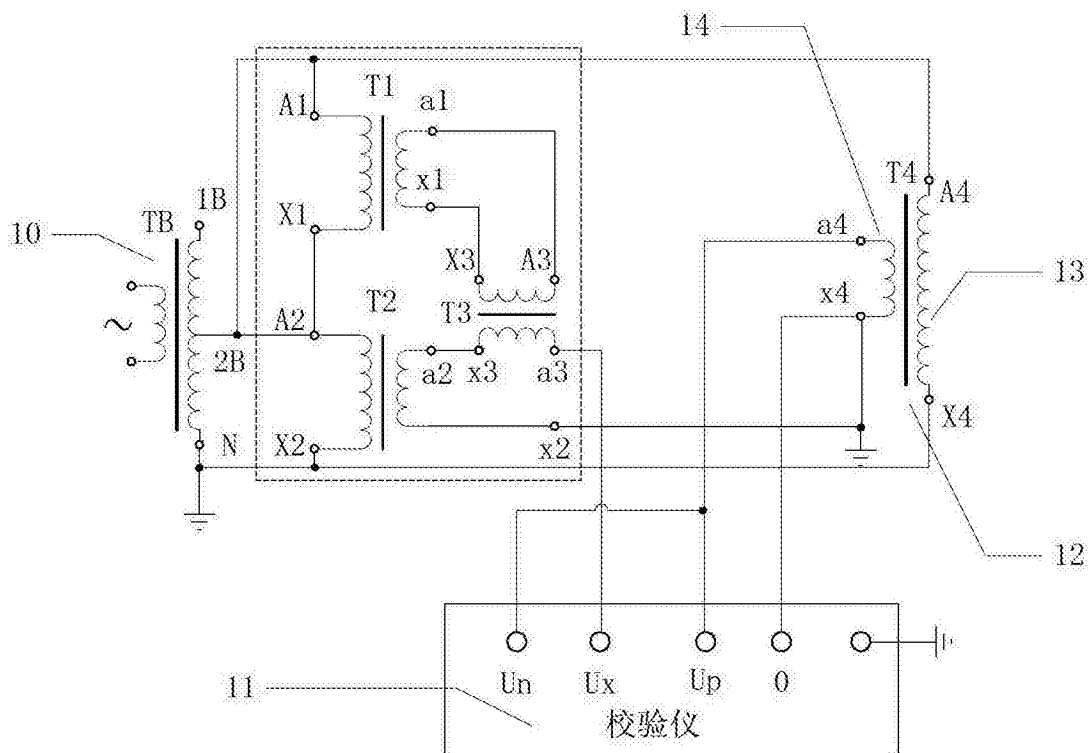 14
T1
A1
a1
x1
X1
1B
TB
10
T4
A4
a4
X3
A3
13
T2
T3
x4
A2
2B
a2
x3
a3
X4
N
X2
x2
12
Un
Ux
Up
0
11
校验仪